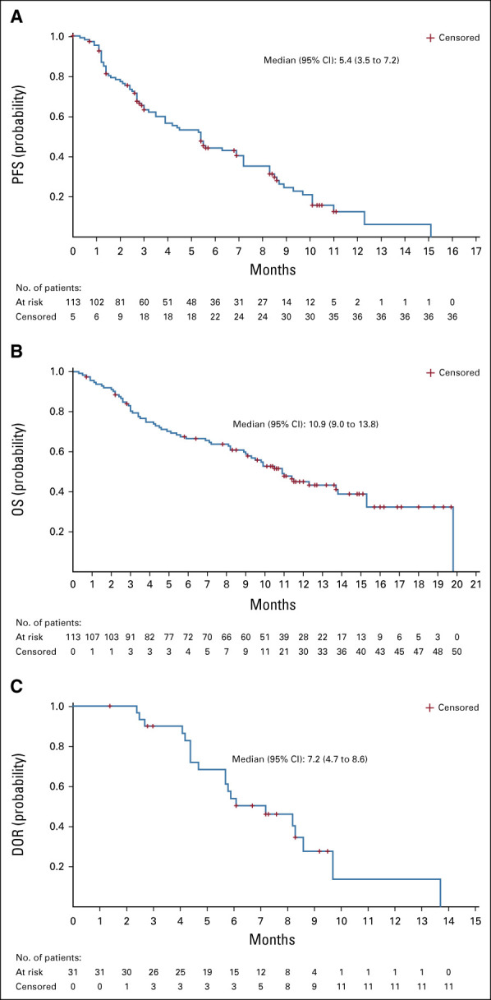 A
1.0
0.8
0.6
0.4
0.2
PFS (probability)
Censored
Median (95% CI): 5.4 (3.5 to 7.2)
0 1 2 3 4 5 6 7 8 9 10 11 12 13 14 15 16 17
Months
No. of patients:
At risk 113 102 81 60 51 48 36 31 27 14 12 5 2 1 1 1 0
Censored 5 6 9 18 18 18 22 24 24 30 30 35 36 36 36 36 36
B
1.0
0.8
0.6
0.4
0.2
OS (probability)
Censored
Median (95% CI): 10.9 (9.0 to 13.8)
0 1 2 3 4 5 6 7 8 9 10 11 12 13 14 15 16 17 18 19 20 21
Months
No. of patients:
At risk 113 107 103 91 82 77 72 70 66 60 51 39 28 22 17 13 9 6 5 3 0
Censored 0 1 1 3 3 3 4 5 7 9 11 21 30 33 36 40 43 45 47 48 50
C
1.0
0.8
0.6
0.4
0.2
DOR (probability)
Censored
Median (95% CI): 7.2 (4.7 to 8.6)
0 1 2 3 4 5 6 7 8 9 10 11 12 13 14 15
Months
No. of patients:
At risk 31 31 30 26 25 19 15 12 8 4 1 1 1 1 0
Censored 0 0 1 3 3 3 3 5 8 9 11 11 11 11 11